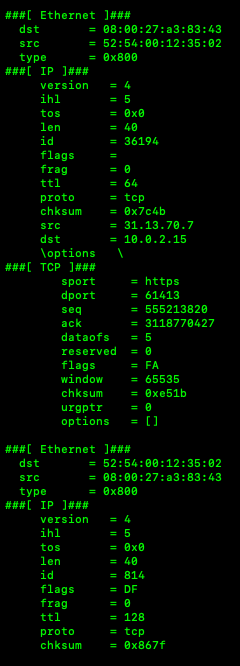 ###[ Ethernet ]###
  dst       = 08:00:27:a3:83:43
  src       = 52:54:00:12:35:02
  type      = 0x800
###[ IP ]###
     version   = 4
     ihl       = 5
     tos       = 0x0
     len       = 40
     id        = 36194
     flags     =
     frag      = 0
     ttl       = 64
     proto     = tcp
     chksum    = 0x7c4b
     src       = 31.13.70.7
     dst       = 10.0.2.15
     \options   \
###[ TCP ]###
        sport     = https
        dport     = 61413
        seq       = 555213820
        ack       = 3118770427
        dataofs   = 5
        reserved  = 0
        flags     = FA
        window    = 65535
        chksum    = 0xe51b
        urgptr    = 0
        options   = []
###[ Ethernet ]###
  dst       = 52:54:00:12:35:02
  src       = 08:00:27:a3:83:43
  type      = 0x800
###[ IP ]###
     version   = 4
     ihl       = 5
     tos       = 0x0
     len       = 40
     id        = 814
     flags     = DF
     frag      = 0
     ttl       = 128
     proto     = tcp
     chksum    = 0x867f